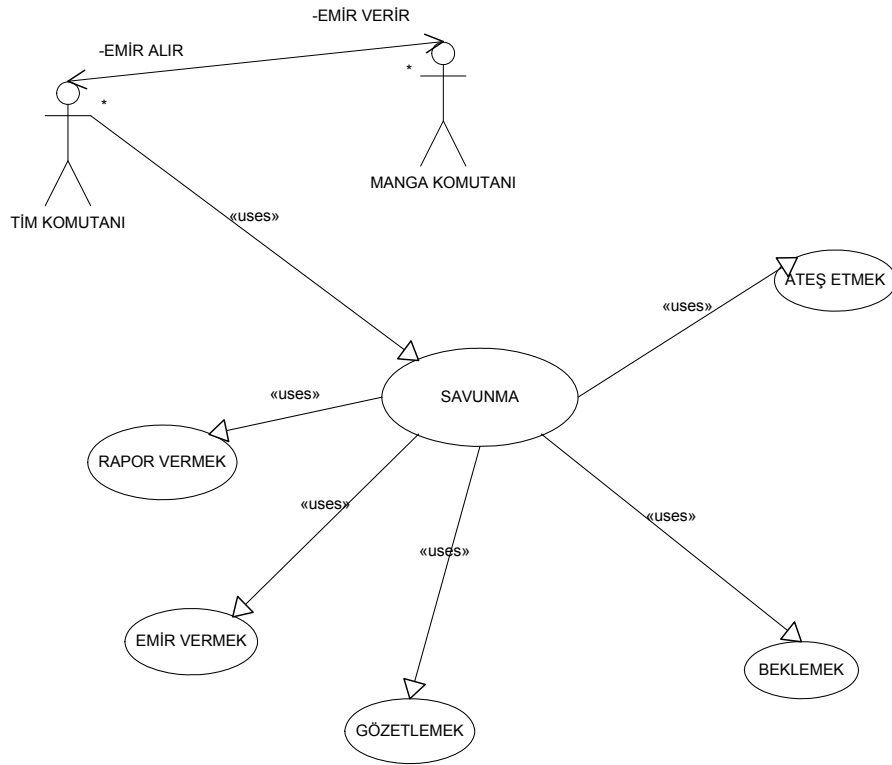 -EMİR VERİR
-EMİR ALIR
*
*
MANGA KOMUTANI
TİM KOMUTANI
«uses»
ATEŞ ETMEK
«uses»
SAVUNMA
«uses»
RAPOR VERMEK
«uses»
«uses»
«uses»
EMİR VERMEK
BEKLEMEK
GÖZETLEMEK